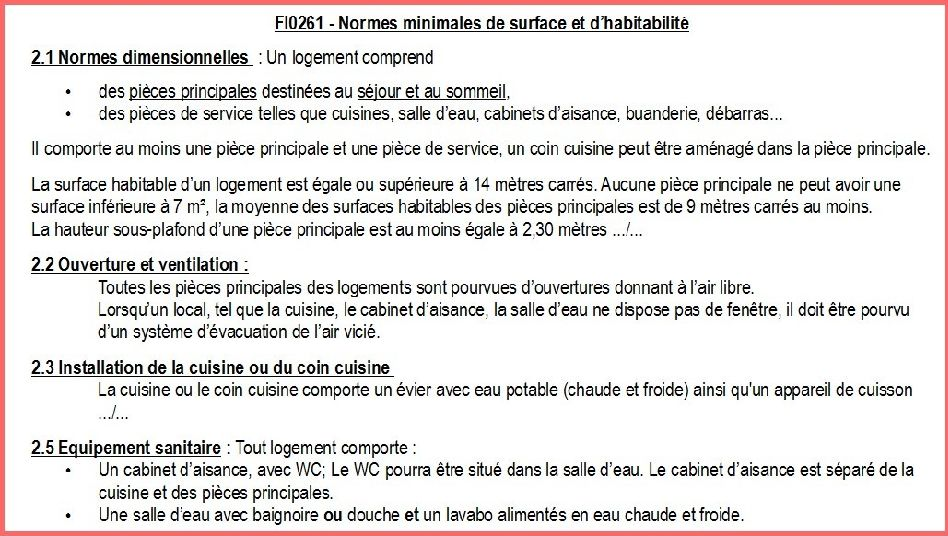 FI0261 - Normes minimales de surface et d'habitabilité
2.1 Normes dimensionnelles : Un logement comprend
• des pièces principales destinées au séjour et au sommeil,
• des pièces de service telles que cuisines, salle d'eau, cabinets d'aisance, buanderie, débarras...
Il comporte au moins une pièce principale et une pièce de service, un coin cuisine peut être aménagé dans la pièce principale.
La surface habitable d'un logement est égale ou supérieure à 14 mètres carrés. Aucune pièce principale ne peut avoir une
surface inférieure à 7 m², la moyenne des surfaces habitables des pièces principales est de 9 mètres carrés au moins.
La hauteur sous-plafond d'une pièce principale est au moins égale à 2,30 mètres .../...
2.2 Ouverture et ventilation :
Toutes les pièces principales des logements sont pourvues d'ouvertures donnant à l'air libre.
Lorsqu'un local, tel que la cuisine, le cabinet d'aisance, la salle d'eau ne dispose pas de fenêtre, il doit être pourvu
d'un système d'évacuation de l'air vicié.
2.3 Installation de la cuisine ou du coin cuisine
La cuisine ou le coin cuisine comporte un évier avec eau potable (chaude et froide) ainsi qu'un appareil de cuisson
.../...
2.5 Equipement sanitaire : Tout logement comporte :
• Un cabinet d'aisance, avec WC; Le WC pourra être situé dans la salle d'eau. Le cabinet d'aisance est séparé de la
cuisine et des pièces principales.
• Une salle d'eau avec baignoire ou douche et un lavabo alimentés en eau chaude et froide.